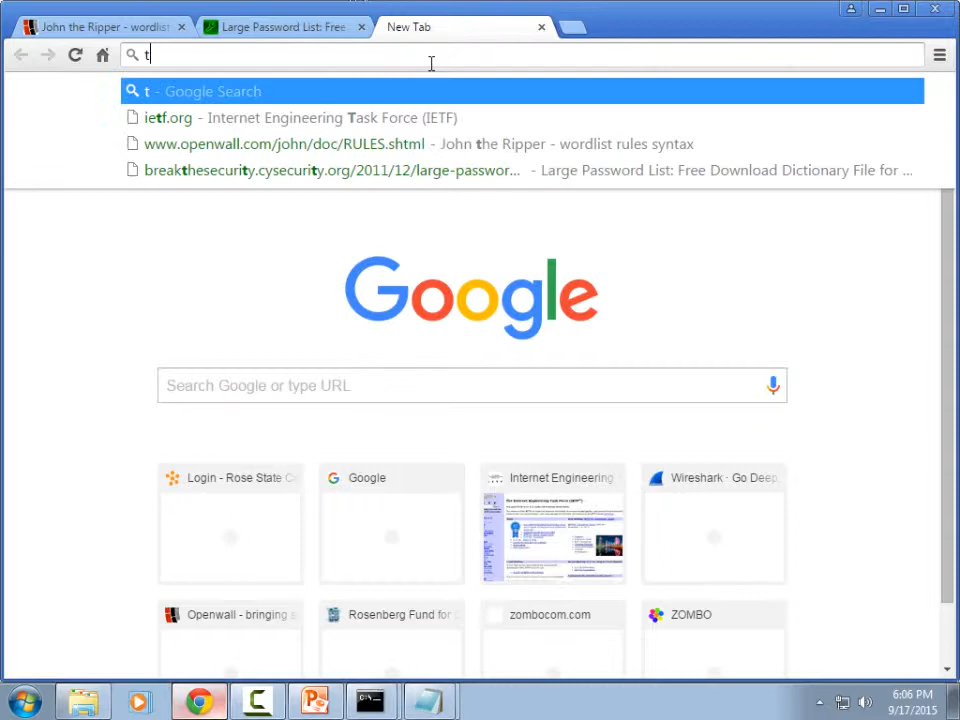 John the Ripper - wordlist
Large Password List: Free
New Tab
t
t - Google Search
ietf.org - Internet Engineering Task Force (IETF)
www.openwall.com/john/doc/RULES.shtml - John the Ripper - wordlist rules syntax
breakthesecurity.cysecurity.org/2011/12/large-passwor... - Large Password List: Free Download Dictionary File for ...
Google
Search Google or type URL
Login - Rose State C
Google
Internet Engineering
Wireshark · Go Deep.
Openwall - bringing
Rosenberg Fund for
zombocom.com
ZOMBO
6:06 PM
9/17/2015